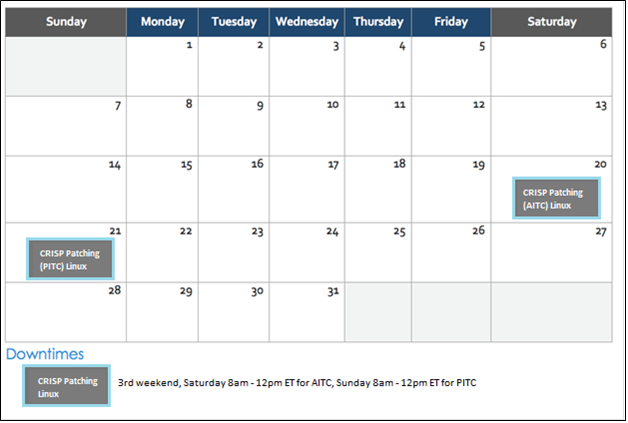 Sunday Monday Tuesday Wednesday Thursday Friday Saturday
1 2 3 4 5 6
7 8 9 10 11 12 13
14 15 16 17 18 19 20
CRISP Patching
(AITC) Linux
21 22 23 24 25 26 27
CRISP Patching
(PITC) Linux
28 29 30 31
Downtimes
CRISP Patching
Linux
3rd weekend, Saturday 8am - 12pm ET for AITC, Sunday 8am - 12pm ET for PITC